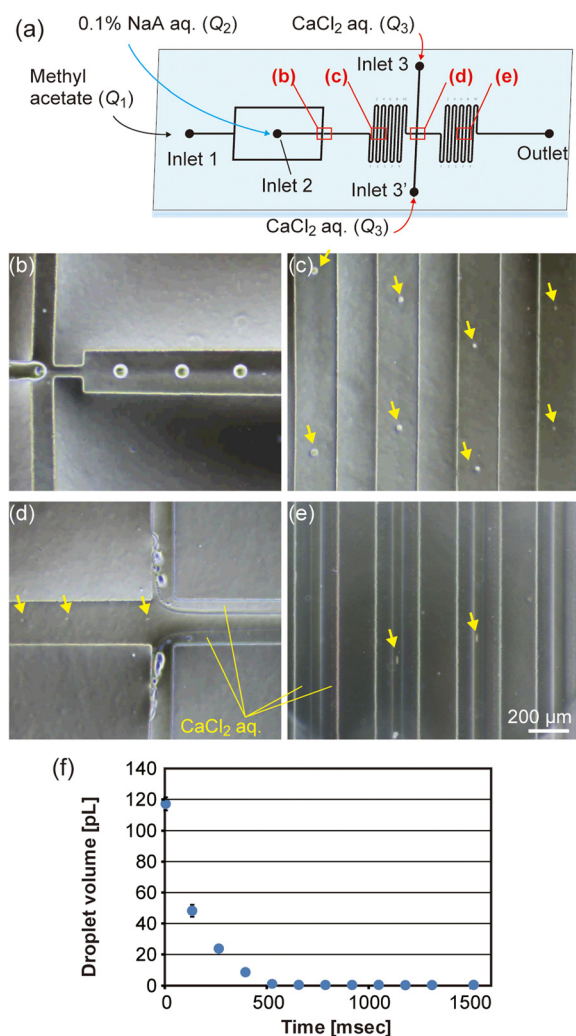 (a)
0.1% NaA aq. (Q2)
CaCl2 aq. (Q3)
Methyl
acetate (Q1)
(b)
(c)
Inlet 3
(d)
(e)
Inlet 1
Inlet 2
Inlet 3'
Outlet
CaCl2 aq. (Q3)
(b)
(c)
(d)
(e)
CaCl2 aq.
200 µm
(f)
Droplet volume [pL]
140
120
100
80
60
40
20
0
0 500 1000 1500
Time [msec]